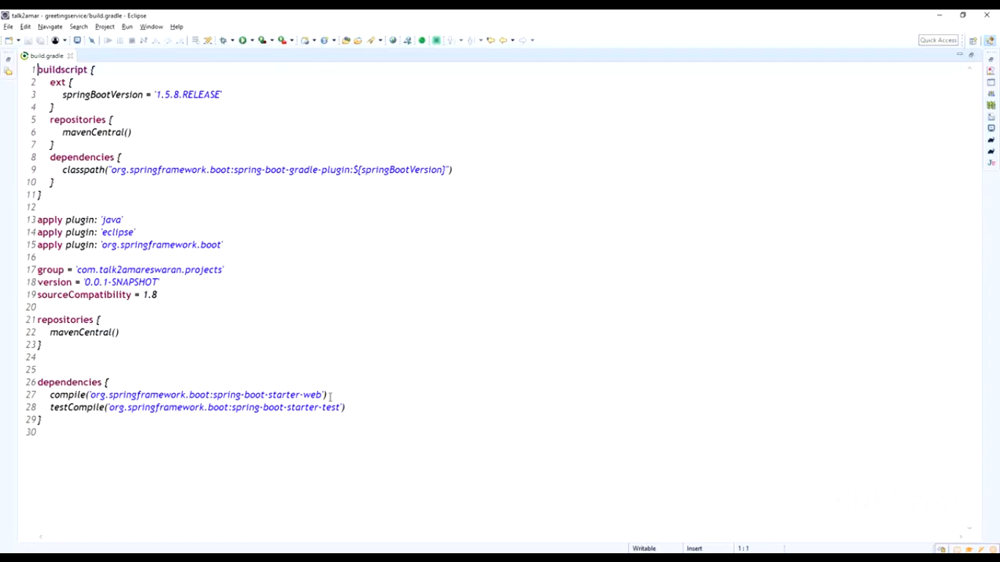 talk2amar - greetingservice/build.gradle - Eclipse
File Edit Navigate Search Project Run Window Help
Quick Access
build.gradle
1 buildscript {
2 ext {
3 springBootVersion = '1.5.8.RELEASE'
4 }
5 repositories {
6 mavenCentral()
7 }
8 dependencies {
9 classpath("org.springframework.boot:spring-boot-gradle-plugin:${springBootVersion}")
10 }
11 }
12
13 apply plugin: 'java'
14 apply plugin: 'eclipse'
15 apply plugin: 'org.springframework.boot'
16
17 group = 'com.talk2amareswaran.projects'
18 version = '0.0.1-SNAPSHOT'
19 sourceCompatibility = 1.8
20
21 repositories {
22 mavenCentral()
23 }
24
25
26 dependencies {
27 compile('org.springframework.boot:spring-boot-starter-web')
28 testCompile('org.springframework.boot:spring-boot-starter-test')
29 }
30
Writable Insert 1 : 1